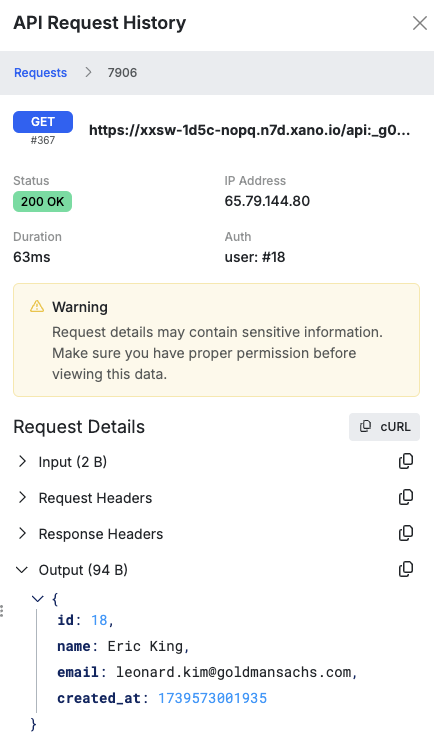 API Request History
Requests > 7906
GET
#367
https://xxsw-1d5c-nopq.n7d.xano.io/api:_g0...
Status
IP Address
200 OK
65.79.144.80
Duration
Auth
63ms
user: #18
Warning
Request details may contain sensitive information.
Make sure you have proper permission before
viewing this data.
Request Details
cURL
Input (2 B)
Request Headers
Response Headers
Output (94 B)
{
id: 18,
name: Eric King,
email: leonard.kim@goldmansachs.com,
created_at: 1739573001935
}